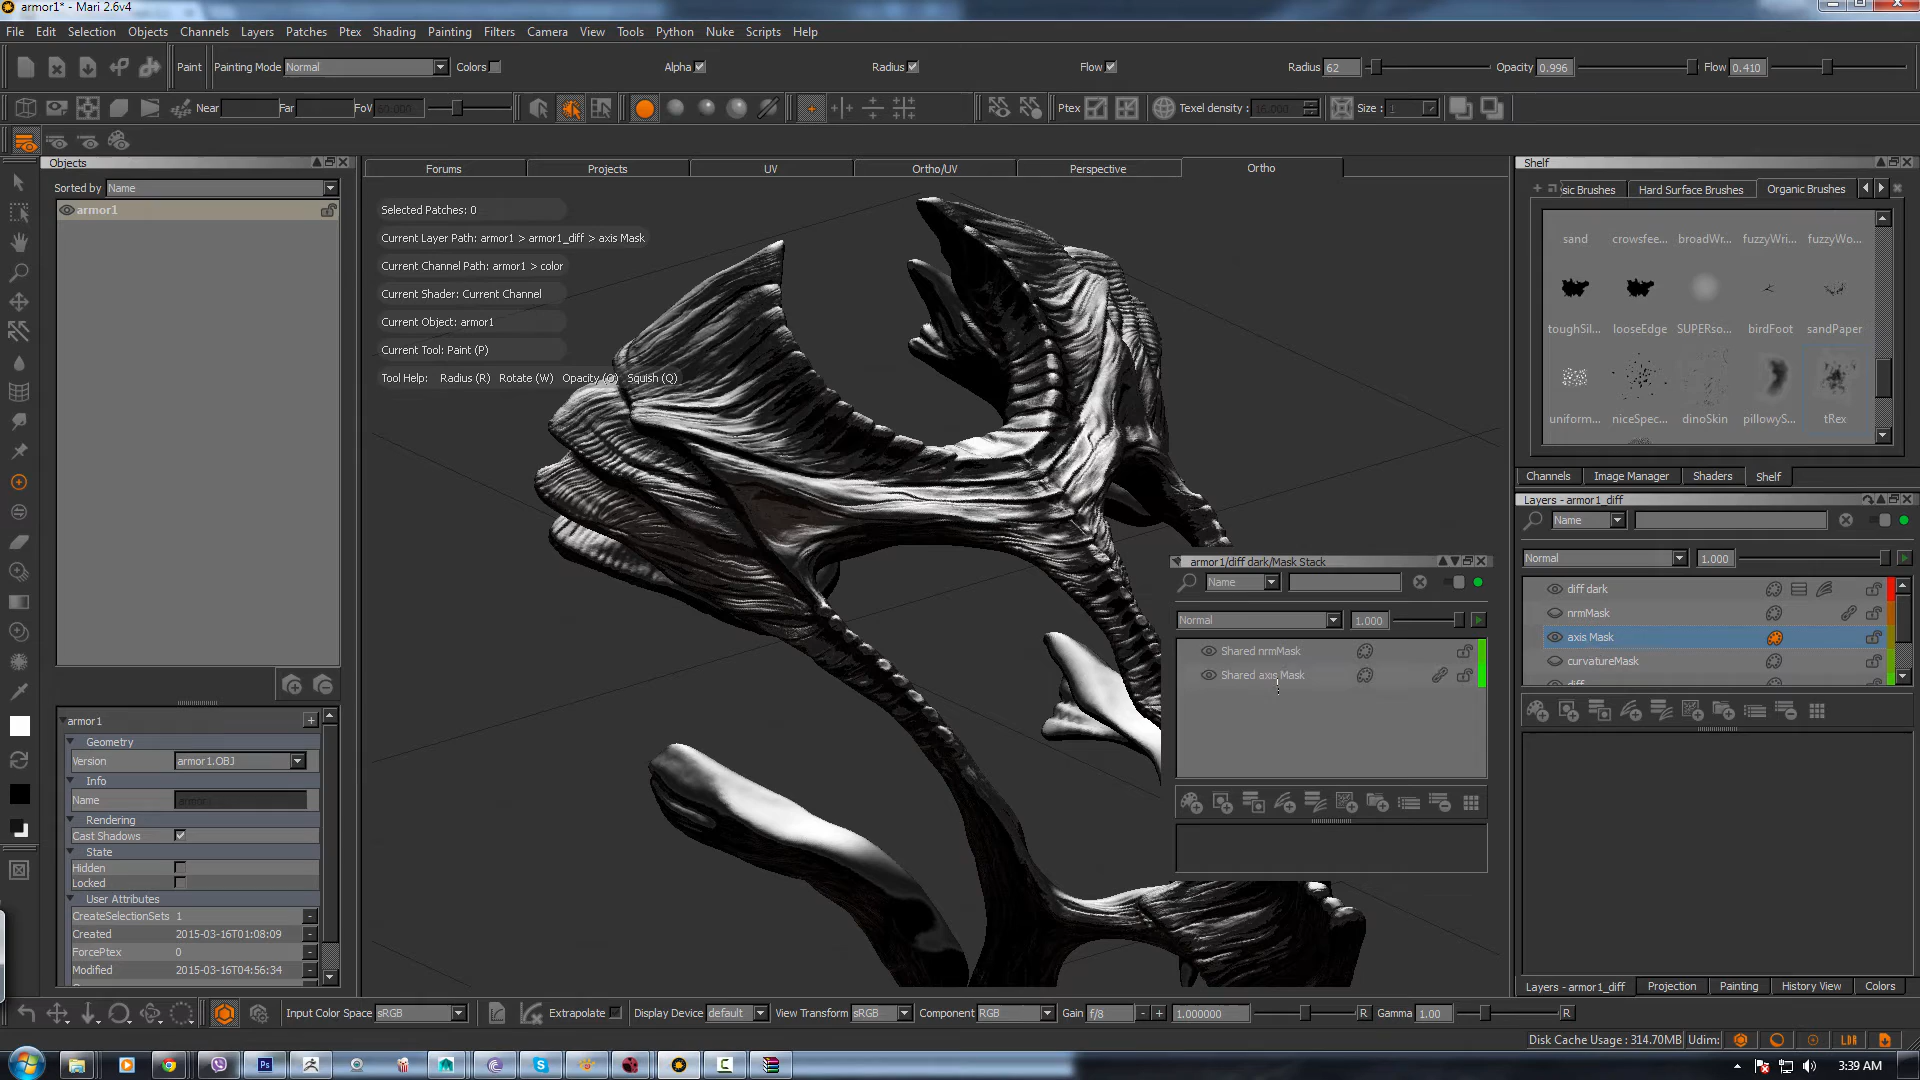 armor1* - Mari 2.6v4
File Edit Selection Objects Channels Layers Patches Ptex Shading Painting Filters Camera View Tools Python Nuke Scripts Help
Paint Painting Mode Normal Colors Alpha Radius Flow Radius 62 Opacity 0.996 Flow 0.410
Near Far FoV Ptex Texel density : Size : 1
Objects
Sorted by Name
armor1
Forums Projects UV Ortho/UV Perspective Ortho
Selected Patches: 0
Current Layer Path: armor1 > armor1_diff > axis Mask
Current Channel Path: armor1 > color
Current Shader: Current Channel
Current Object: armor1
Current Tool: Paint (P)
Tool Help: Radius (R) Rotate (W) Opacity (O) Squish (Q)
Shelf
sic Brushes Hard Surface Brushes Organic Brushes
sand crowsfee... broadWr... fuzzyWri... fuzzyWo...
toughSil... looseEdge SUPERso... birdFoot sandPaper
uniform... niceSpec... dinoSkin pillowyS... tRex
Channels Image Manager Shaders Shelf
Layers - armor1_diff
Name
Normal 1.000
diff dark
nrmMask
axis Mask
curvatureMask
diff
armor1/diff dark/Mask Stack
Name
Normal 1.000
Shared nrmMask
Shared axis Mask
armor1
Geometry
Version armor1.OBJ
Info
Name armor1
Rendering
Cast Shadows
State
Hidden
Locked
User Attributes
CreateSelectionSets 1 -
Created 2015-03-16T01:08:09 -
ForcePtex 0 -
Modified 2015-03-16T04:56:34 -
Layers - armor1_diff Projection Painting History View Colors
Input Color Space sRGB Extrapolate Display Device default View Transform sRGB Component RGB Gain f/8 - + 1.000000 R Gamma 1.00 R
Disk Cache Usage : 314.70MB Udim: LDR
3:39 AM